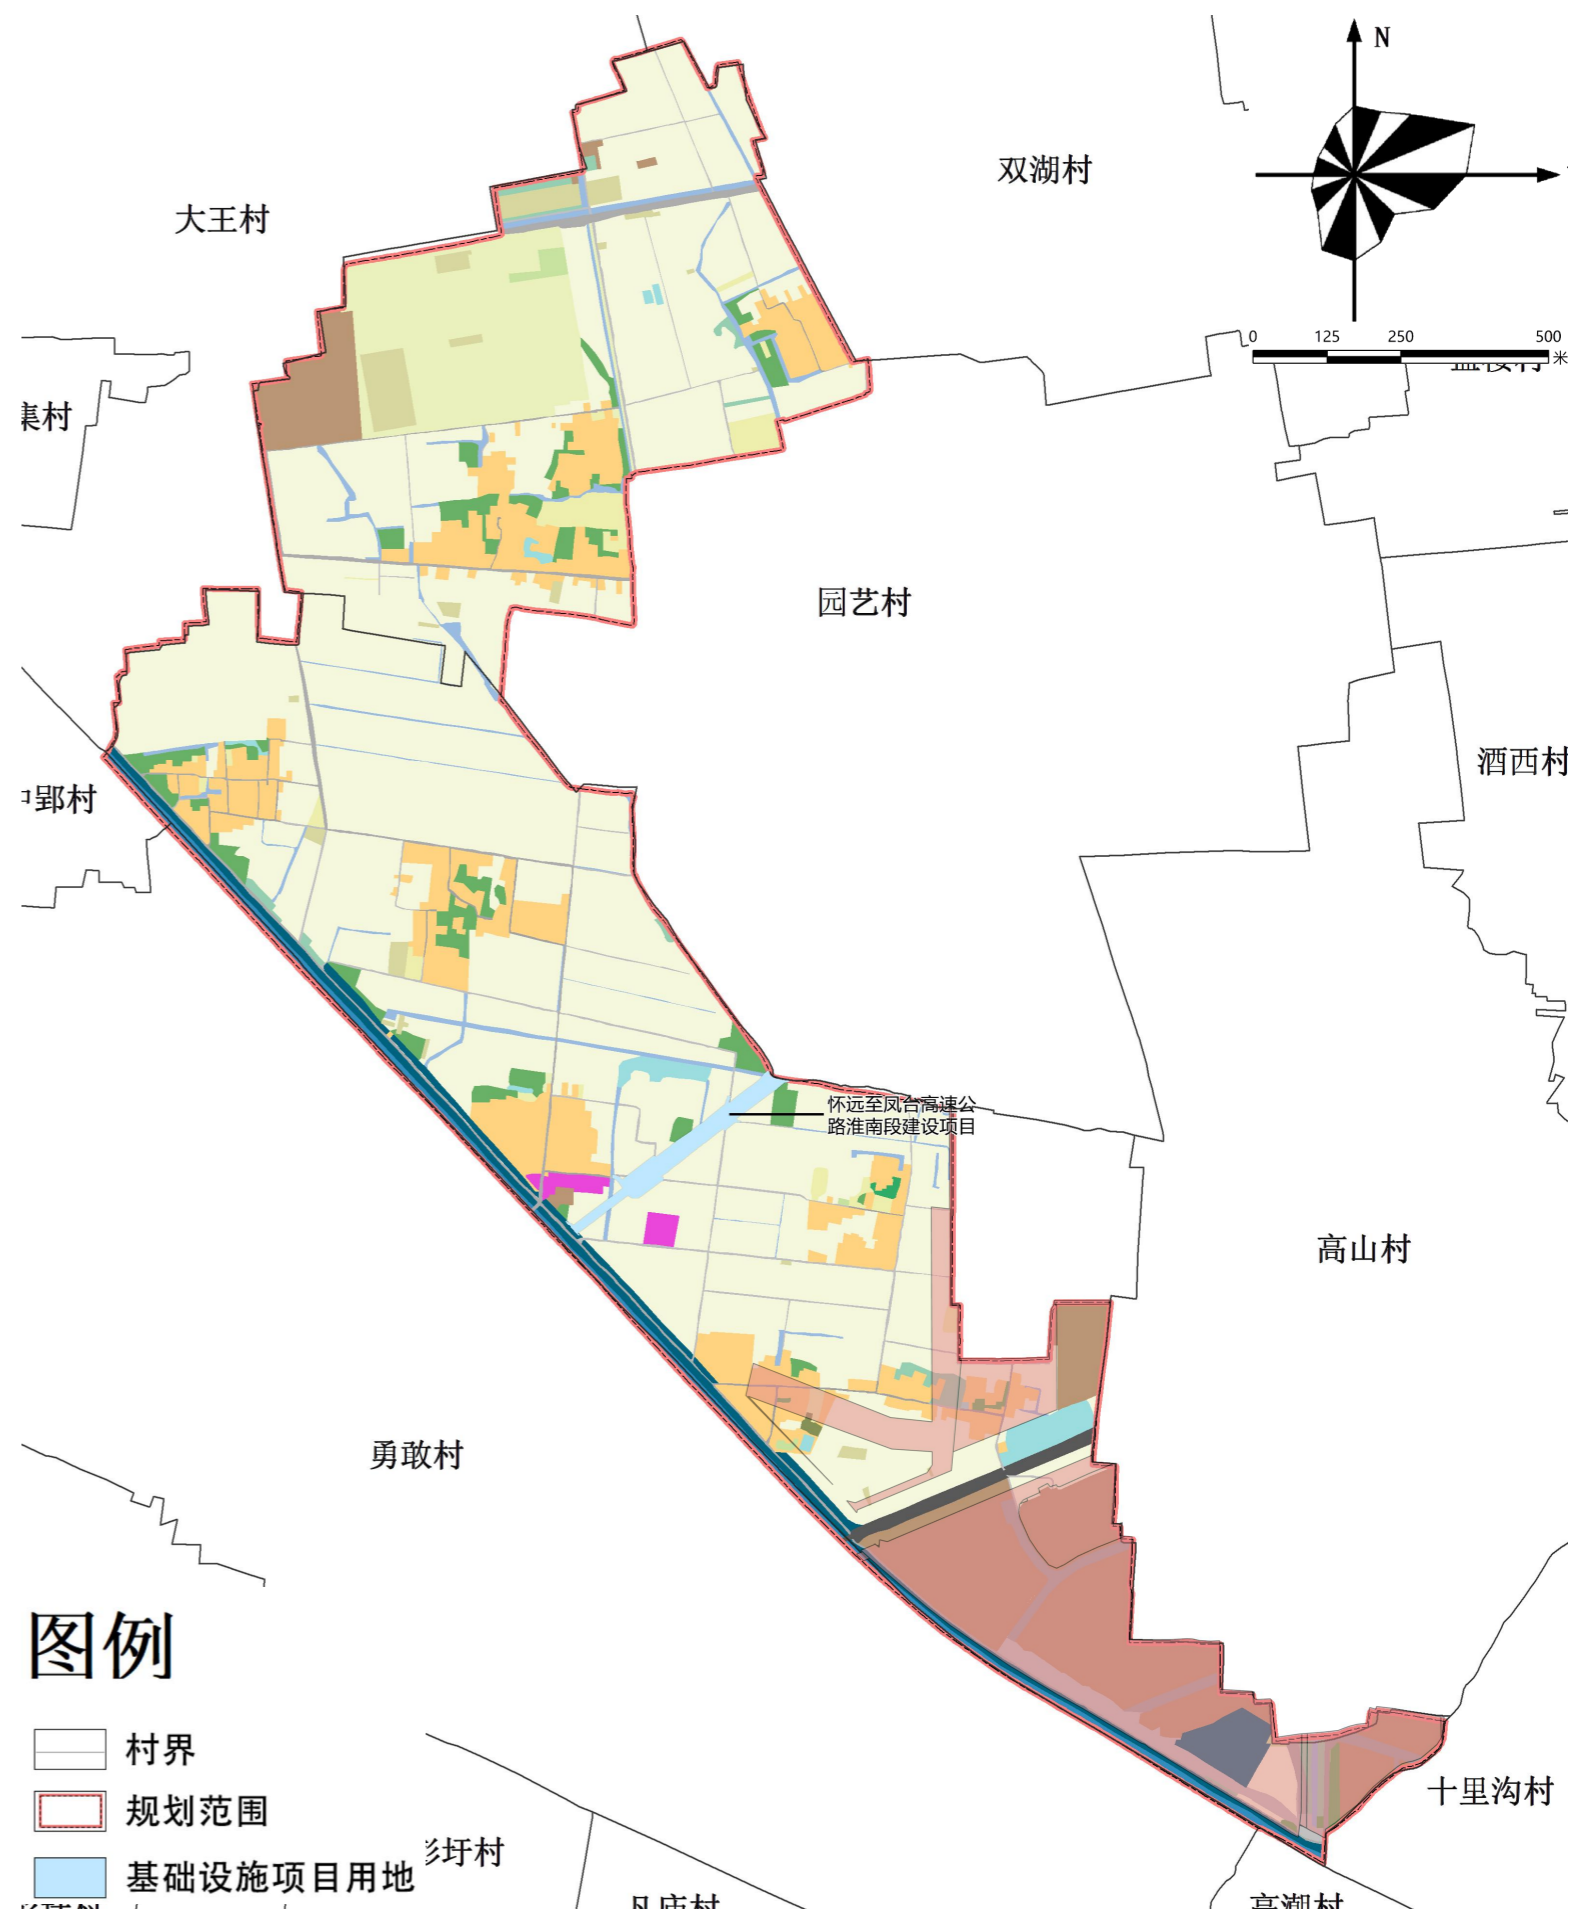 N
双湖村
大王村
0 125 250 500
米
集村
园艺村
酒西村
郢村
怀远至凤台高速公
路淮南段建设项目
高山村
勇敢村
图例
村界
规划范围
十里沟村
基础设施项目用地
圩村